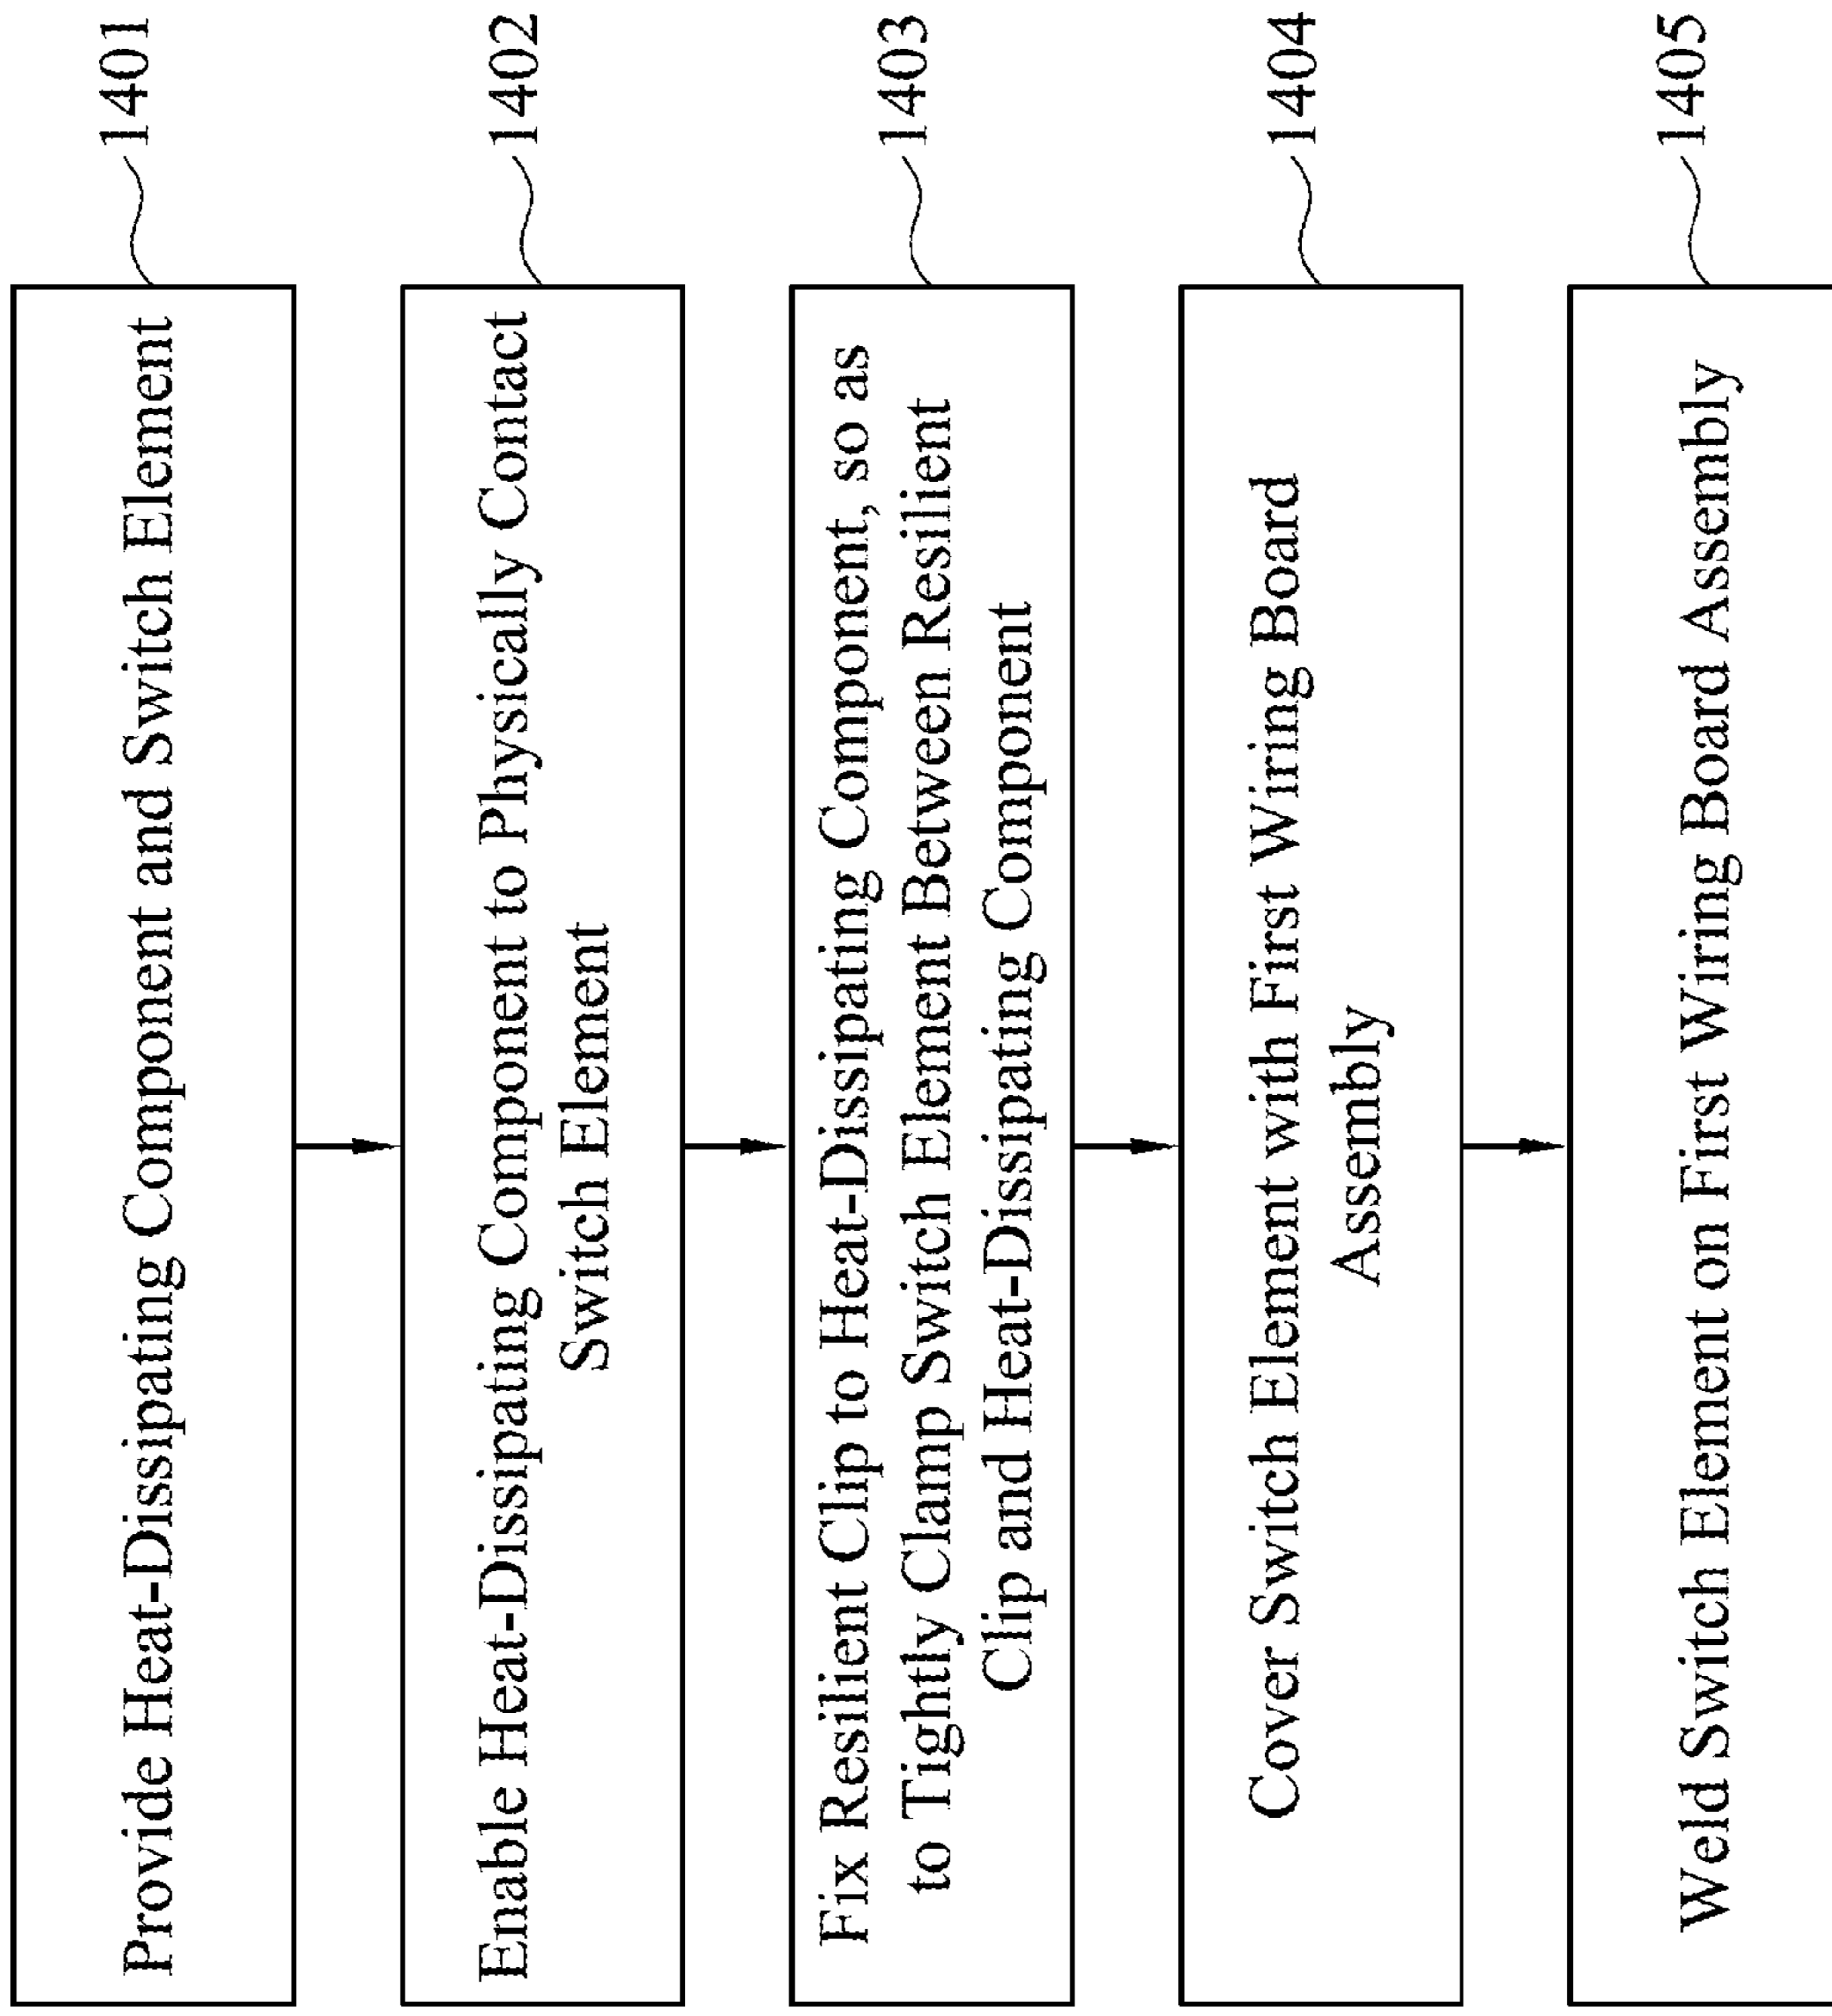 Provide Heat-Dissipating Component and Switch Element
1401
Enable Heat-Dissipating Component to Physically Contact
Switch Element
1402
Fix Resilient Clip to Heat-Dissipating Component, so as
to Tightly Clamp Switch Element Between Resilient
Clip and Heat-Dissipating Component
1403
Cover Switch Element with First Wiring Board
Assembly
1404
Weld Switch Element on First Wiring Board Assembly
1405